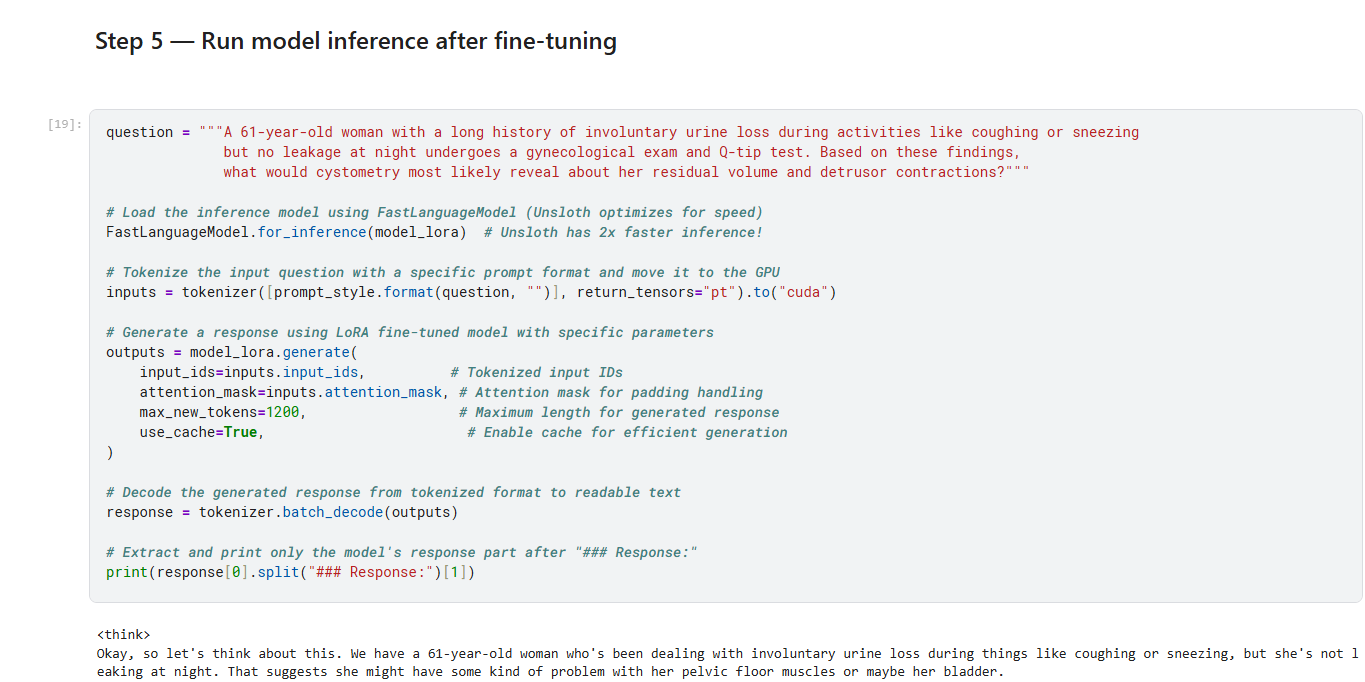 Step 5 — Run model inference after fine-tuning
[19]:
question = """A 61-year-old woman with a long history of involuntary urine loss during activities like coughing or sneezing
              but no leakage at night undergoes a gynecological exam and Q-tip test. Based on these findings,
              what would cystometry most likely reveal about her residual volume and detrusor contractions?"""
# Load the inference model using FastLanguageModel (Unsloth optimizes for speed)
FastLanguageModel.for_inference(model_lora)  # Unsloth has 2x faster inference!
# Tokenize the input question with a specific prompt format and move it to the GPU
inputs = tokenizer([prompt_style.format(question, "")], return_tensors="pt").to("cuda")
# Generate a response using LoRA fine-tuned model with specific parameters
outputs = model_lora.generate(
    input_ids=inputs.input_ids,          # Tokenized input IDs
    attention_mask=inputs.attention_mask, # Attention mask for padding handling
    max_new_tokens=1200,                  # Maximum length for generated response
    use_cache=True,                        # Enable cache for efficient generation
)
# Decode the generated response from tokenized format to readable text
response = tokenizer.batch_decode(outputs)
# Extract and print only the model's response part after "### Response:"
print(response[0].split("### Response:")[1])
<think>
Okay, so let's think about this. We have a 61-year-old woman who's been dealing with involuntary urine loss during things like coughing or sneezing, but she's not l
eaking at night. That suggests she might have some kind of problem with her pelvic floor muscles or maybe her bladder.